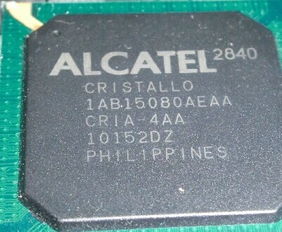 ALCATEL 2840
CRISTALLO
1AB15080AEAA
CRIA-4AA
10152DZ
PHILIPPINES